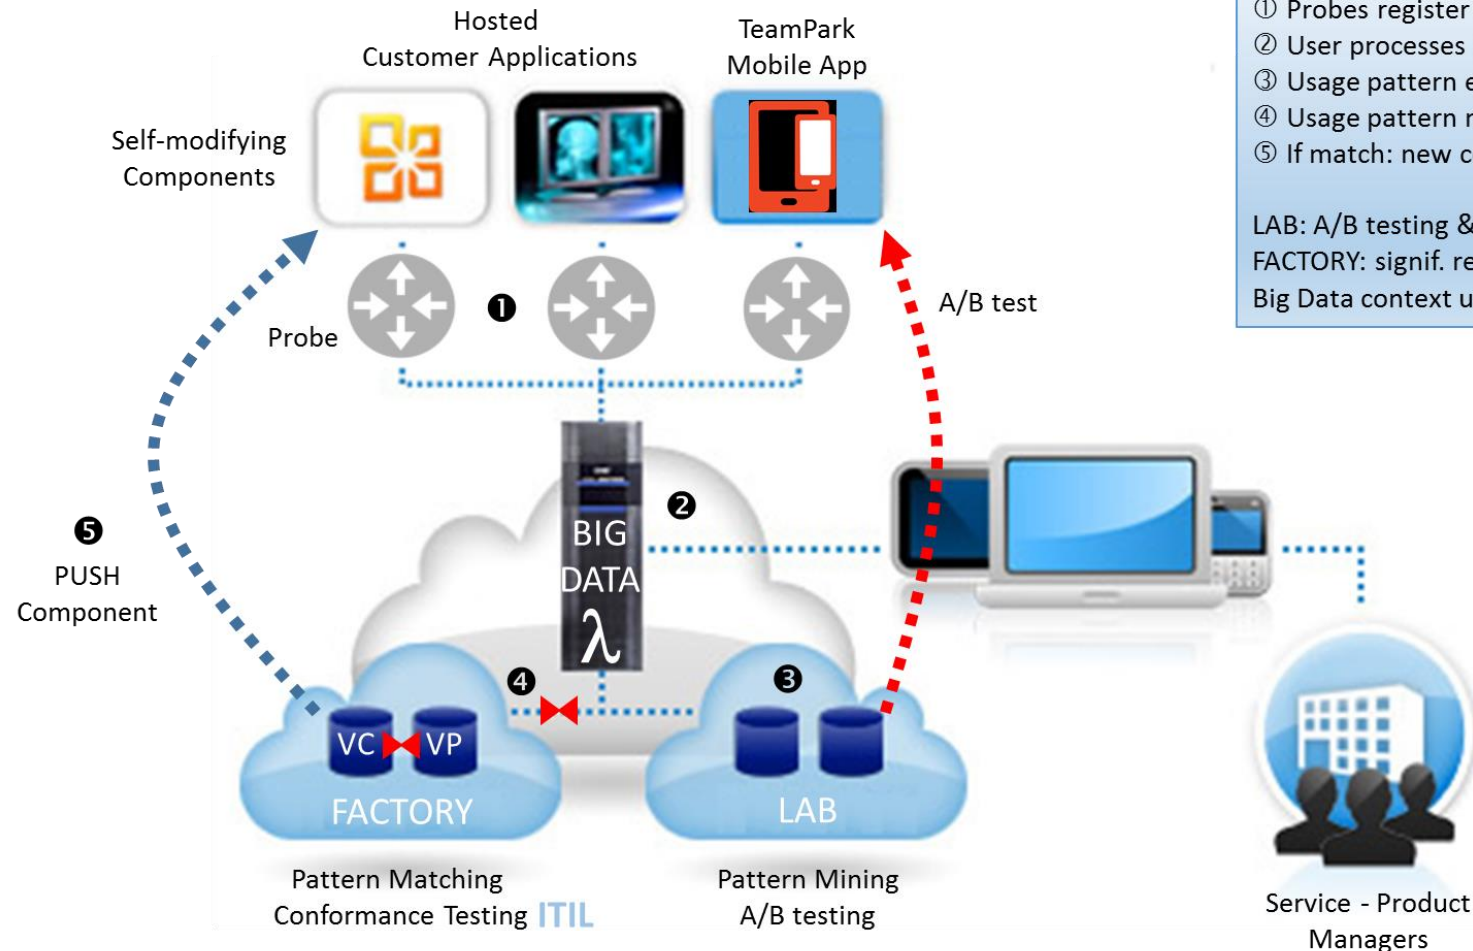 Hosted
Customer Applications
TeamPark
Mobile App
① Probes register
② User processes
③ Usage pattern
④ Usage pattern
⑤ If match: new
LAB: A/B testing &
FACTORY: signif.
Big Data context
Self-modifying
Components
Probe
❶
A/B test
❷
BIG
DATA
λ
❺
PUSH
Component
❹
❸
VC
VP
FACTORY
LAB
Pattern Matching
Conformance Testing ITIL
Pattern Mining
A/B testing
Service - Product
Managers